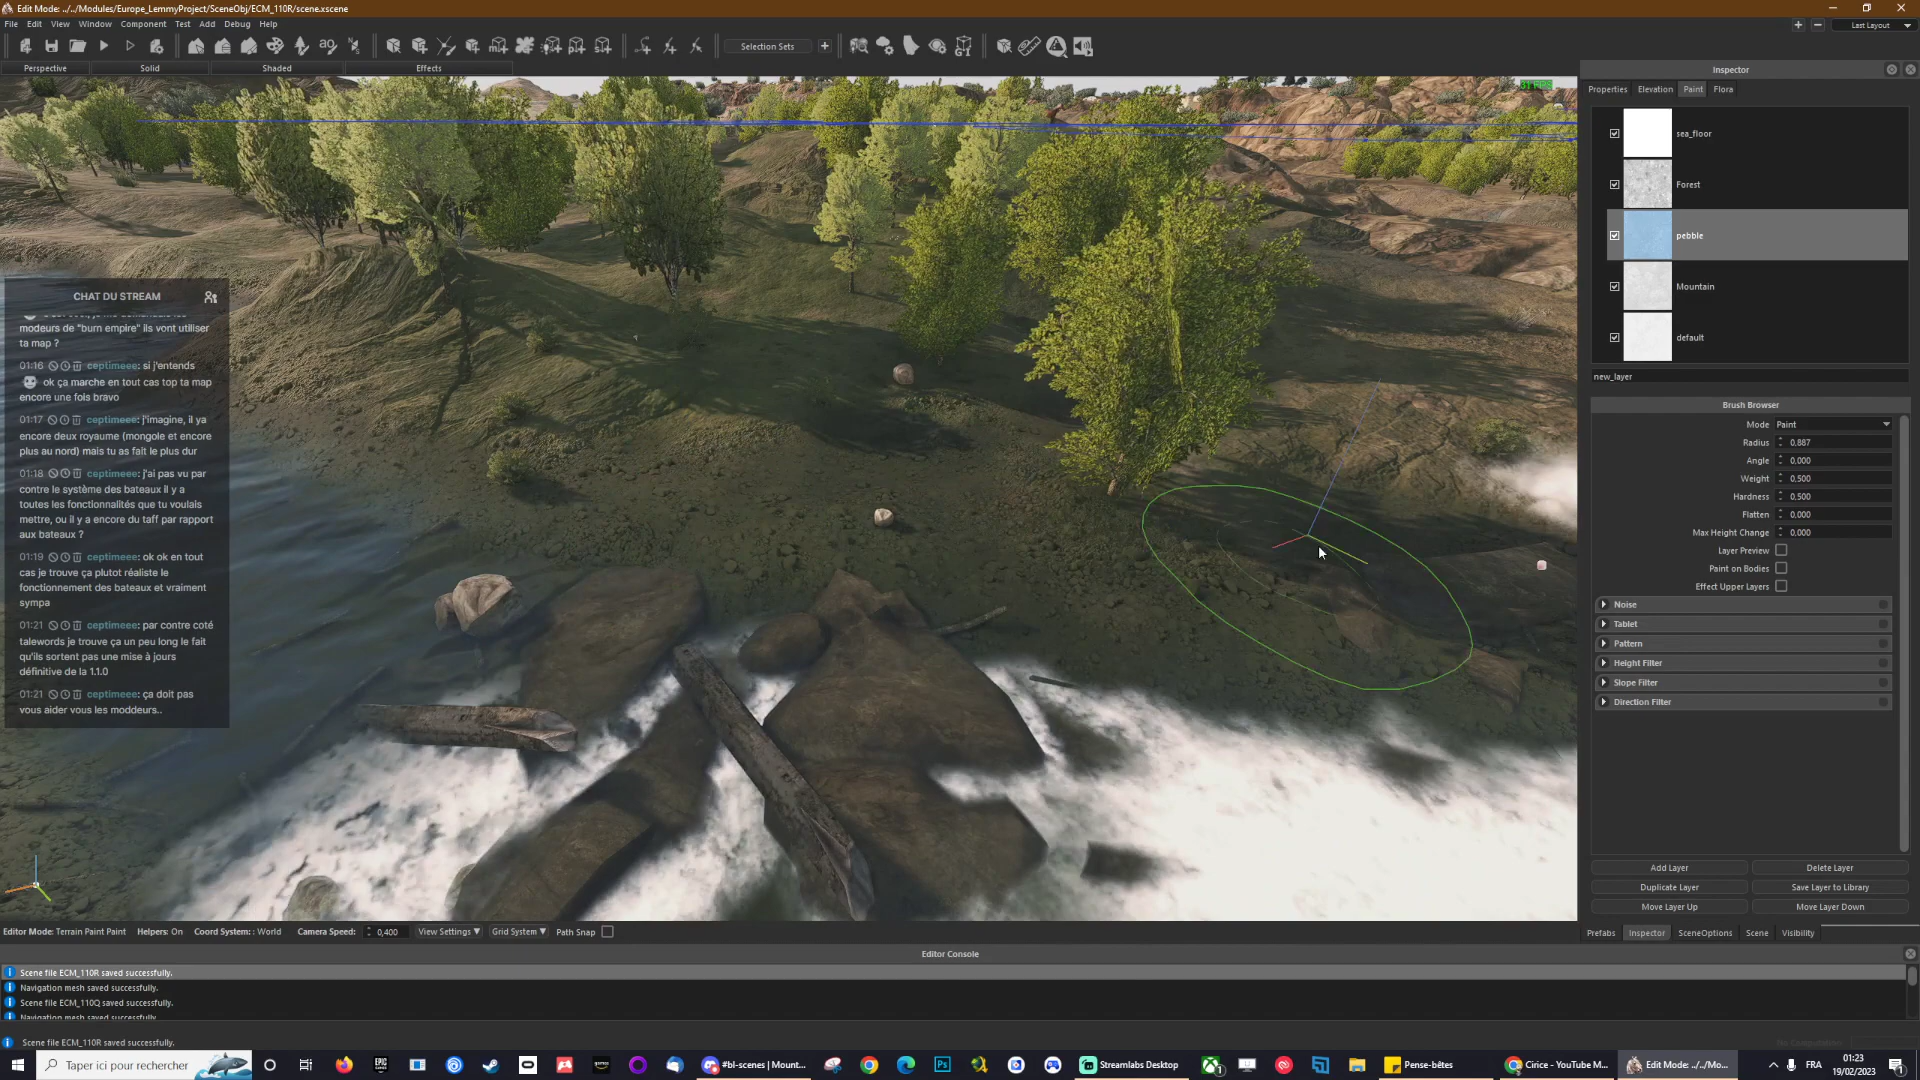 Edit Mode: ../../Modules/Europe_LemmyProject/SceneObj/ECM_110R/scene.xscene
File Edit View Window Component Test Add Debug Help
Last Layout
Selection Sets
Perspective Solid Shaded Effects
31 FPS
Inspector
Properties Elevation Paint Flora
sea_floor
Forest
pebble
Mountain
default
new_layer
Brush Browser
Mode Paint
Radius 0,887
Angle 0,000
Weight 0,500
Hardness 0,500
Flatten 0,000
Max Height Change 0,000
Layer Preview
Paint on Bodies
Effect Upper Layers
Noise
Tablet
Pattern
Height Filter
Slope Filter
Direction Filter
Add Layer Delete Layer
Duplicate Layer Save Layer to Library
Move Layer Up Move Layer Down
Prefabs Inspector SceneOptions Scene Visibility
CHAT DU STREAM
modeurs de "burn empire" ils vont utiliser
ta map ?
01:16 ceptimeee: si j'entends
ok ça marche en tout cas top ta map
encore une fois bravo
01:17 ceptimeee: j'imagine, il ya
encore deux royaume (mongole et encore
plus au nord) mais tu as fait le plus dur
01:18 ceptimeee: j'ai pas vu par
contre le système des bateaux il y a
toutes les fonctionnalités que tu voulais
mettre, ou il y a encore du taff par rapport
aux bateaux ?
01:19 ceptimeee: ok ok en tout
cas je trouve ça plutot réaliste le
fonctionnement des bateaux et vraiment
sympa
01:21 ceptimeee: par contre coté
talewords je trouve ça un peu long le fait
qu'ils sortent pas une mise à jours
définitive de la 1.1.0
01:21 ceptimeee: ça doit pas
vous aider vous les moddeurs..
Editor Mode: Terrain Paint Paint Helpers: On Coord System: : World Camera Speed: 0,400 View Settings Grid System Path Snap
Editor Console
Scene file ECM_110R saved successfully.
Navigation mesh saved successfully.
Scene file ECM_110Q saved successfully.
Navigation mesh saved successfully.
Scene file ECM_110R saved successfully.
Taper ici pour rechercher
#bl-scenes | Mount...
Streamlabs Desktop
Pense-bêtes
Cirice - YouTube M...
Edit Mode: ../../Mo...
FRA
01:23
19/02/2023